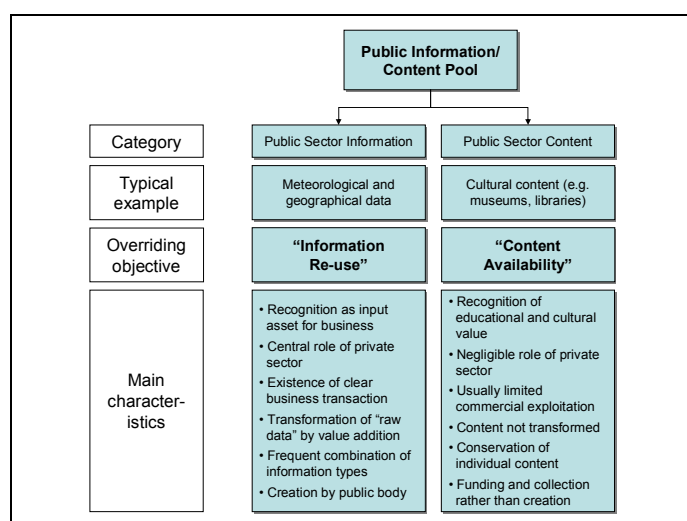 Public Information/
Content Pool
Category
Public Sector Information
Public Sector Content
Typical
example
Meteorological and
geographical data
Cultural content (e.g.
museums, libraries)
Overriding
objective
“Information
Re-use”
“Content
Availability”
Main
character-
istics
• Recognition as input
asset for business
• Central role of private
sector
• Existence of clear
business transaction
• Transformation of “raw
data” by value addition
• Frequent combination of
information types
• Creation by public body
• Recognition of
educational and cultural
value
• Negligible role of private
sector
• Usually limited
commercial exploitation
• Content not transformed
• Conservation of
individual content
• Funding and collection
rather than creation